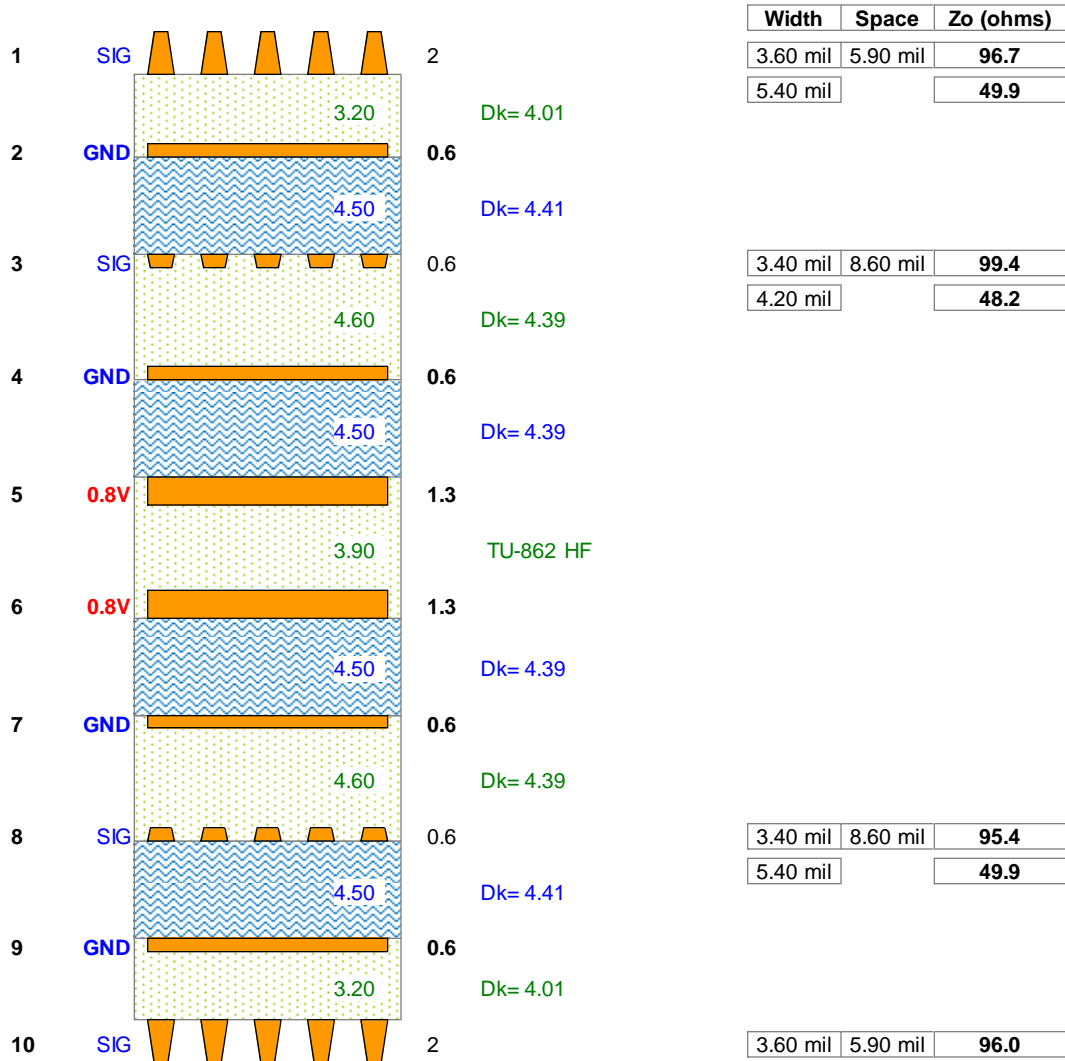 Width Space Zo (ohms)
1 SIG 2 3.60 mil 5.90 mil 96.7
5.40 mil 49.9
3.20 Dk= 4.01
2 GND 0.6
4.50 Dk= 4.41
3 SIG 0.6 3.40 mil 8.60 mil 99.4
4.20 mil 48.2
4.60 Dk= 4.39
4 GND 0.6
4.50 Dk= 4.39
5 0.8V 1.3
3.90 TU-862 HF
6 0.8V 1.3
4.50 Dk= 4.39
7 GND 0.6
4.60 Dk= 4.39
8 SIG 0.6 3.40 mil 8.60 mil 95.4
5.40 mil 49.9
4.50 Dk= 4.41
9 GND 0.6
3.20 Dk= 4.01
10 SIG 2 3.60 mil 5.90 mil 96.0